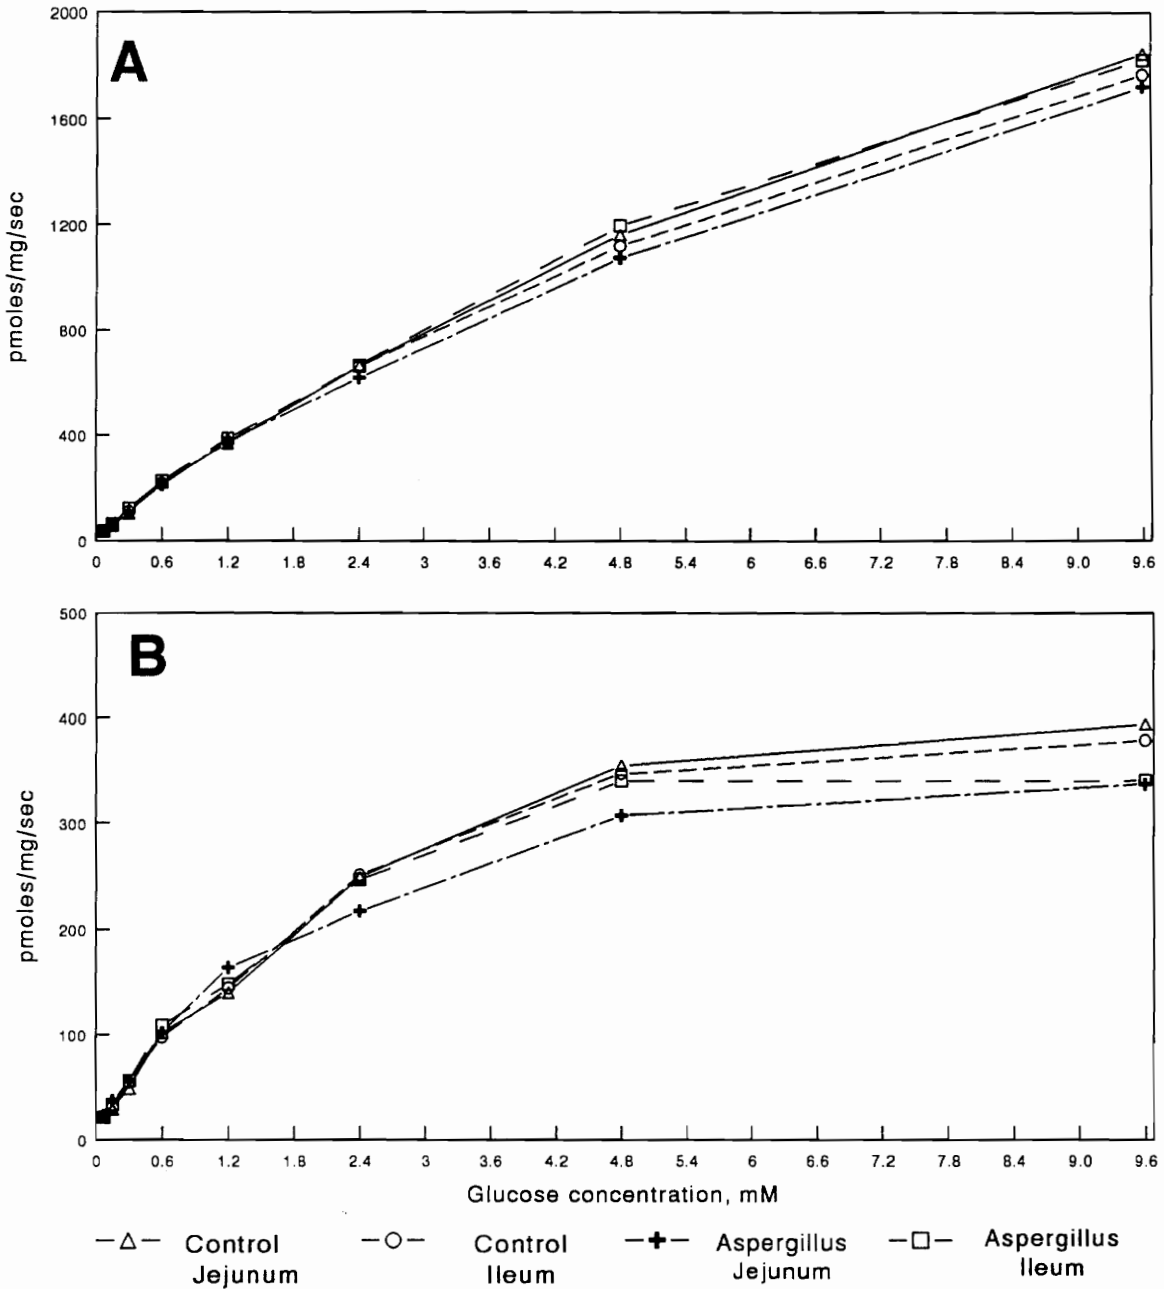 2000
A
1600
1200
800
400
0
pmoles/mg/sec
0 0.6 1.2 1.8 2.4 3 3.6 4.2 4.8 5.4 6 6.6 7.2 7.8 8.4 9.0 9.6
500
B
400
300
200
100
0
pmoles/mg/sec
0 0.6 1.2 1.8 2.4 3 3.6 4.2 4.8 5.4 6 6.6 7.2 7.8 8.4 9.0 9.6
Glucose concentration, mM
Control Control Aspergillus Aspergillus
Jejunum Ileum Jejunum Ileum